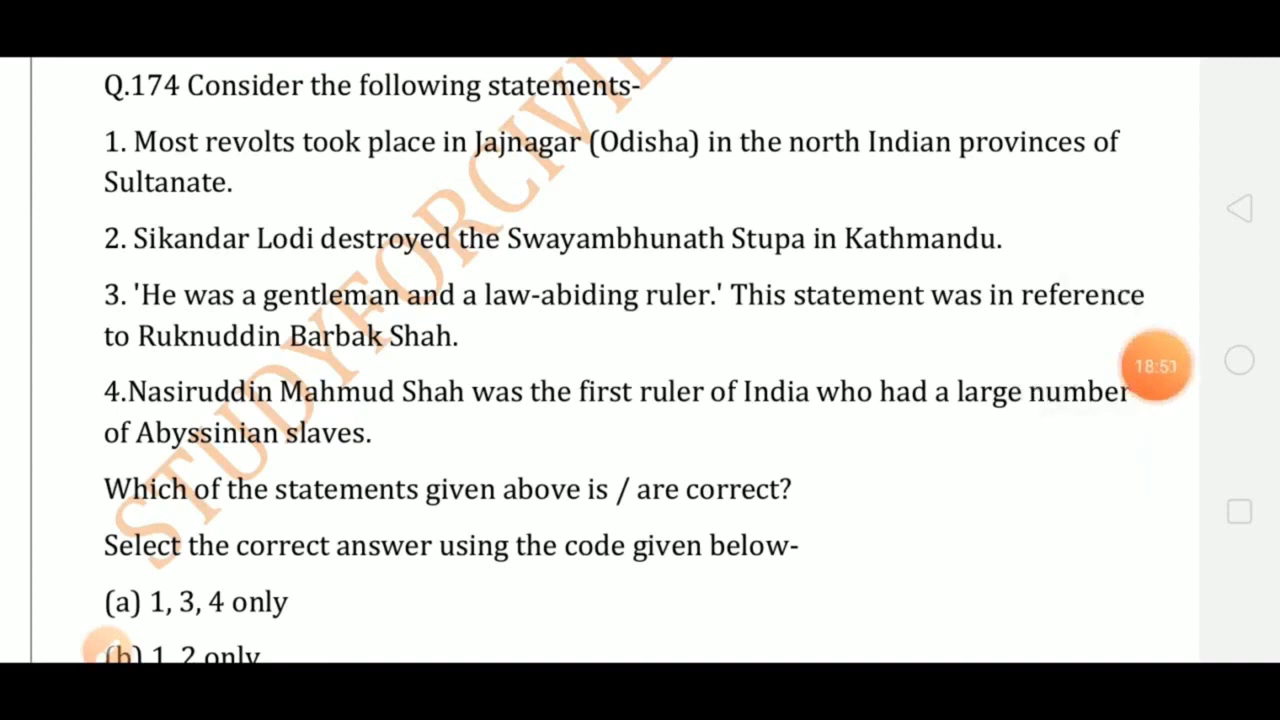 Q.174 Consider the following statements-
1. Most revolts took place in Jajnagar (Odisha) in the north Indian provinces of
Sultanate.
2. Sikandar Lodi destroyed the Swayambhunath Stupa in Kathmandu.
3. 'He was a gentleman and a law-abiding ruler.' This statement was in reference
to Ruknuddin Barbak Shah.
18:51
4.Nasiruddin Mahmud Shah was the first ruler of India who had a large number
of Abyssinian slaves.
Which of the statements given above is / are correct?
Select the correct answer using the code given below-
(a) 1, 3, 4 only
(b) 1, 2 only
STUDYFORCIVIL